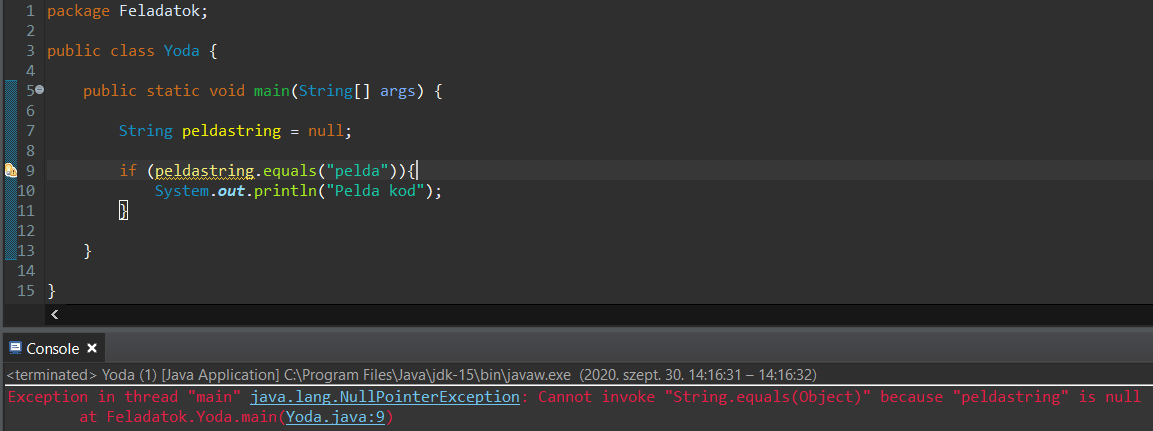 1 package Feladatok;
2
3 public class Yoda {
4
5 public static void main(String[] args) {
6
7 String peldastring = null;
8
9 if (peldastring.equals("pelda")){
10 System.out.println("Pelda kod");
11 }
12
13 }
14
15 }
Console
<terminated> Yoda (1) [Java Application] C:\Program Files\Java\jdk-15\bin\javaw.exe (2020. szept. 30. 14:16:31 – 14:16:32)
Exception in thread "main" java.lang.NullPointerException: Cannot invoke "String.equals(Object)" because "peldastring" is null
at Feladatok.Yoda.main(Yoda.java:9)